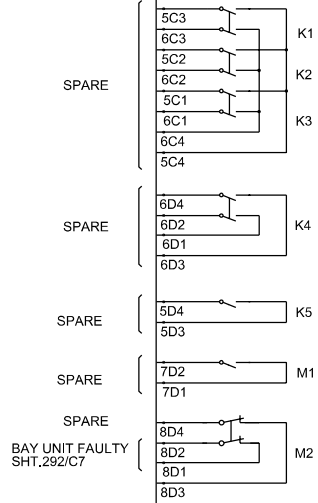 5C3
K1
6C3
5C2
K2
6C2
SPARE
5C1
K3
6C1
6C4
5C4
6D4
SPARE
6D2
K4
6D1
6D3
5D4
K5
SPARE
5D3
7D2
M1
SPARE
7D1
SPARE
8D4
BAY UNIT FAULTY
SHT.292/C7
8D2
M2
8D1
8D3